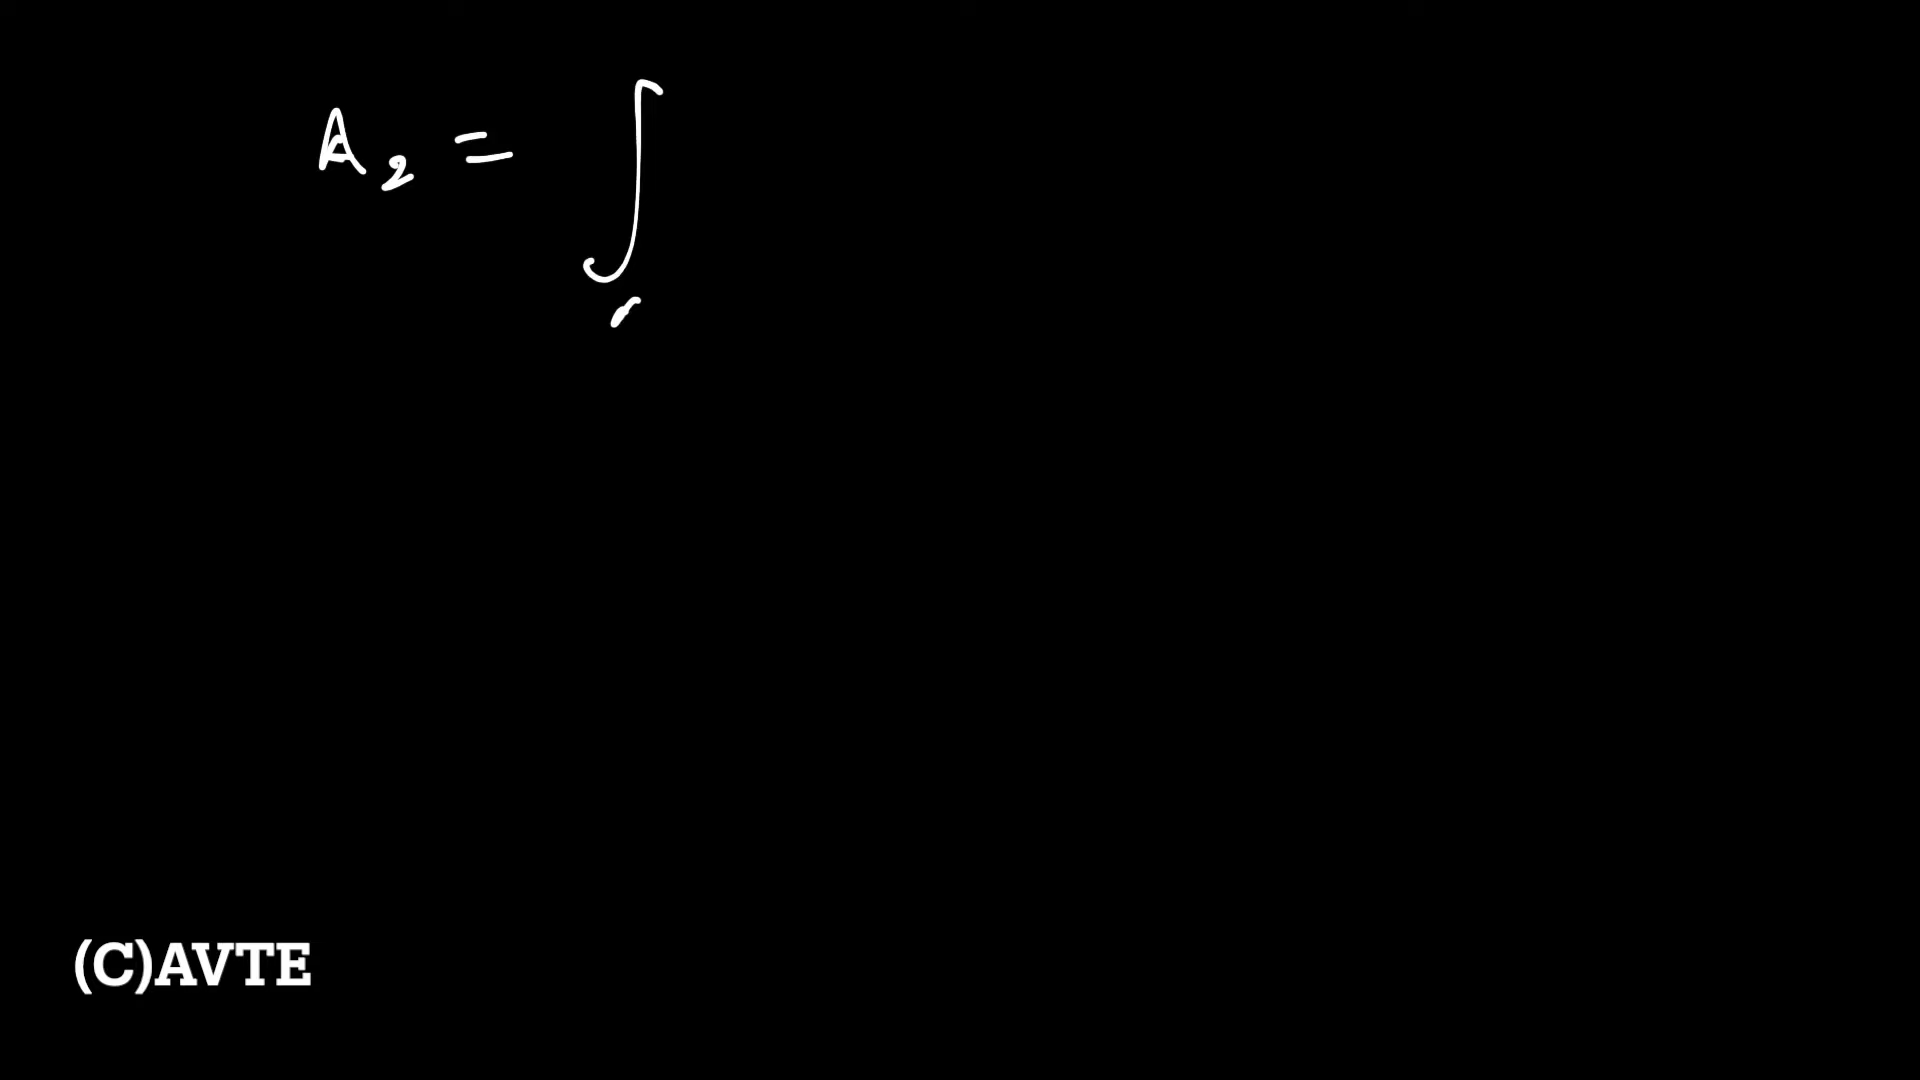 A₂ = ∫
(C)AVTE